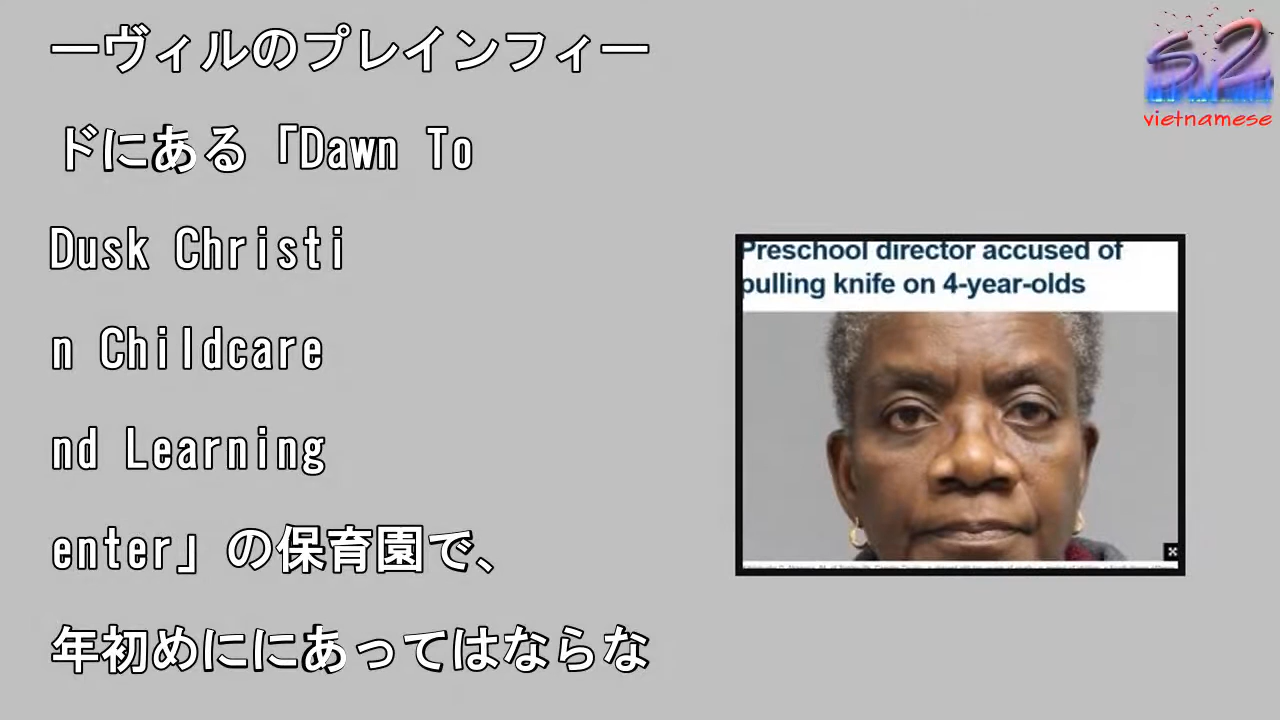 ーヴィルのプレインフィー
ドにある「Dawn To
Dusk Christi
n Childcare
nd Learning
enter」の保育園で、
年初めににあってはならな
s2
vietnamese
Preschool director accused of
pulling knife on 4-year-olds